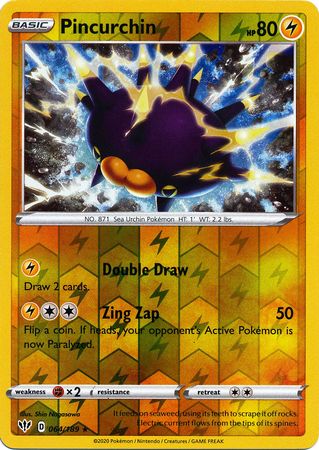 BASIC
Pincurchin HP 80
NO. 871 Sea Urchin Pokémon HT: 1' WT: 2.2 lbs.
Double Draw
Draw 2 cards.
Zing Zap 50
Flip a coin. If heads, your opponent's Active Pokémon is
now Paralyzed.
weakness ×2 resistance retreat
Illus. Shin Nagasawa
D 064/189 ★
It feeds on seaweed, using its teeth to scrape it off rocks.
Electric current flows from the tips of its spines.
©2020 Pokémon / Nintendo / Creatures / GAME FREAK